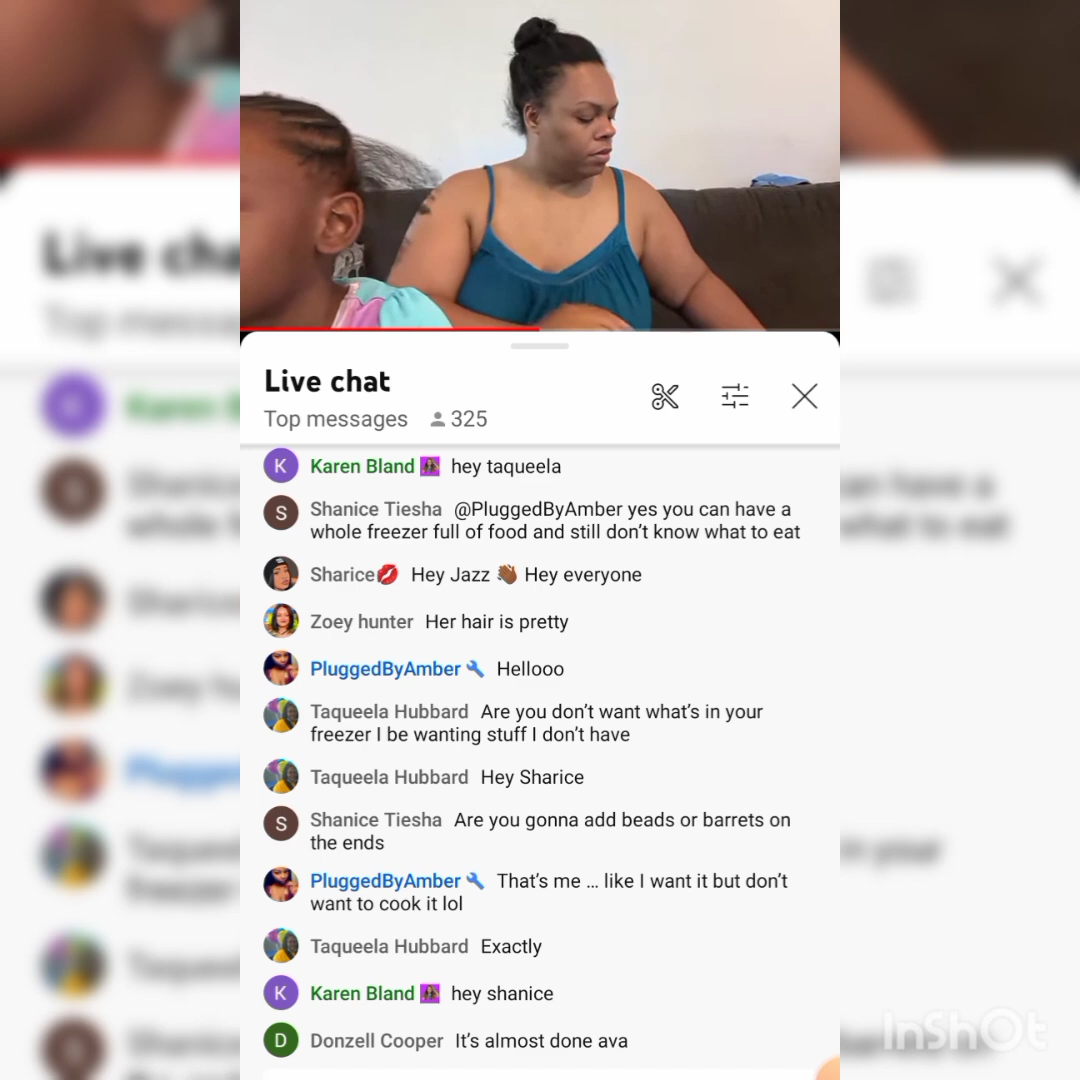 Live chat
Top messages 325
Karen Bland hey taqueela
Shanice Tiesha @PluggedByAmber yes you can have a
whole freezer full of food and still don't know what to eat
Sharice💋 Hey Jazz 👋🏾 Hey everyone
Zoey hunter Her hair is pretty
PluggedByAmber 🔧 Hellooo
Taqueela Hubbard Are you don't want what's in your
freezer I be wanting stuff I don't have
Taqueela Hubbard Hey Sharice
Shanice Tiesha Are you gonna add beads or barrets on
the ends
PluggedByAmber 🔧 That's me … like I want it but don't
want to cook it lol
Taqueela Hubbard Exactly
Karen Bland hey shanice
Donzell Cooper It's almost done ava
InShOt